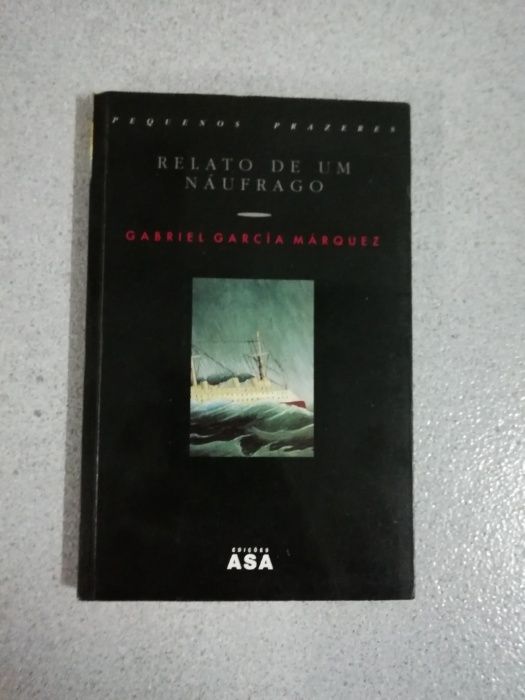 PEQUENOS PRAZERES
RELATO DE UM
NÁUFRAGO
GABRIEL GARCÍA MÁRQUEZ
EDIÇÕES
ASA